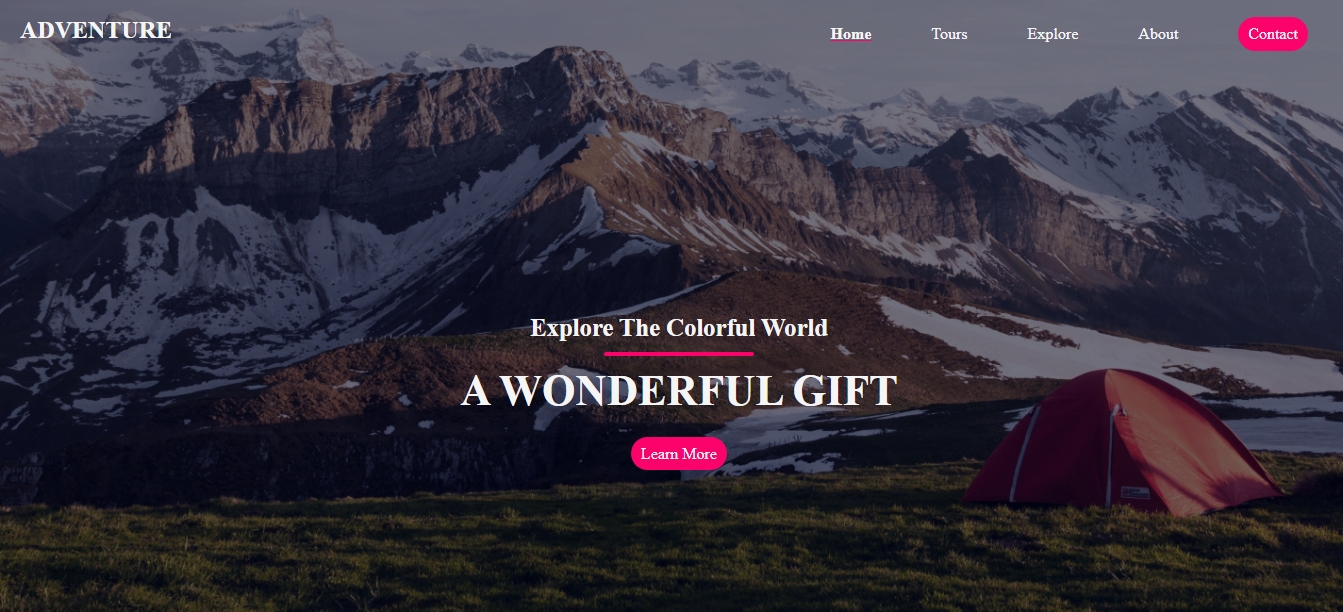 ADVENTURE
Home Tours Explore About Contact
Explore The Colorful World
A WONDERFUL GIFT
Learn More